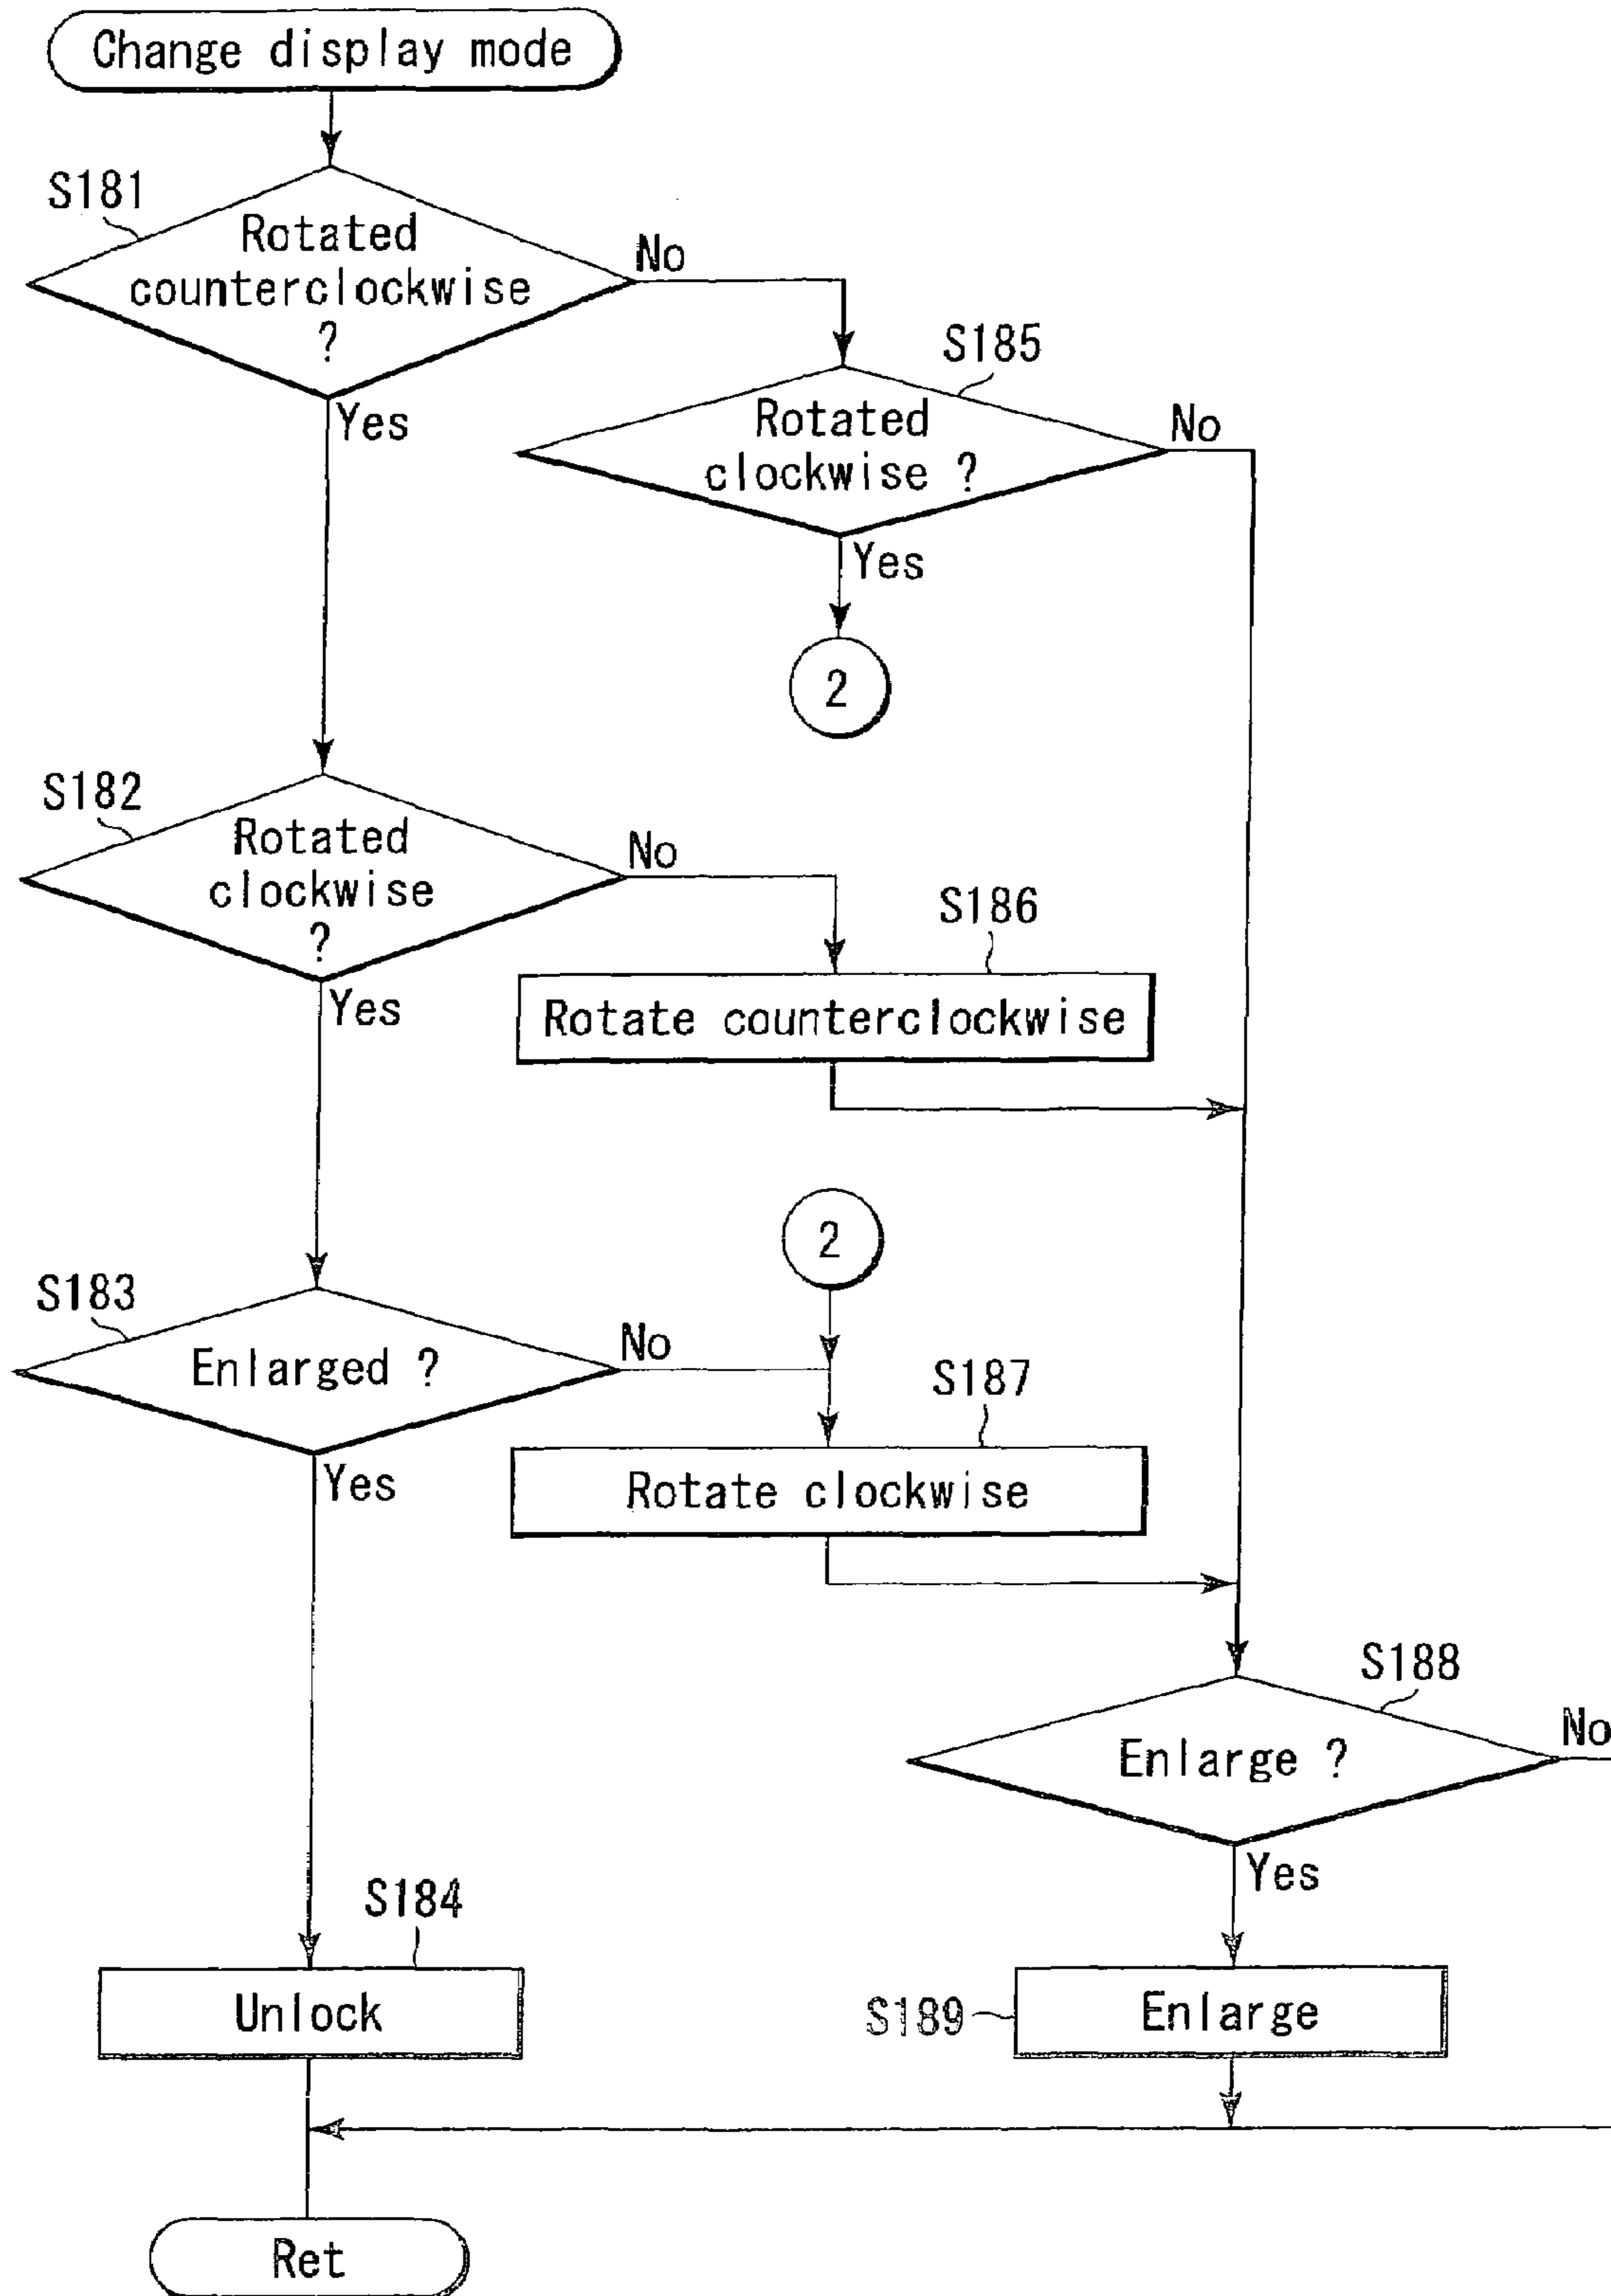 Change display mode
S181
Rotated
counterclockwise
?
No
Yes
S185
Rotated
clockwise ?
No
Yes
2
S182
Rotated
clockwise
?
No
Yes
S186
Rotate counterclockwise
2
S183
Enlarged ?
No
Yes
S187
Rotate clockwise
S188
Enlarge ?
No
Yes
S184
Unlock
S189
Enlarge
Ret